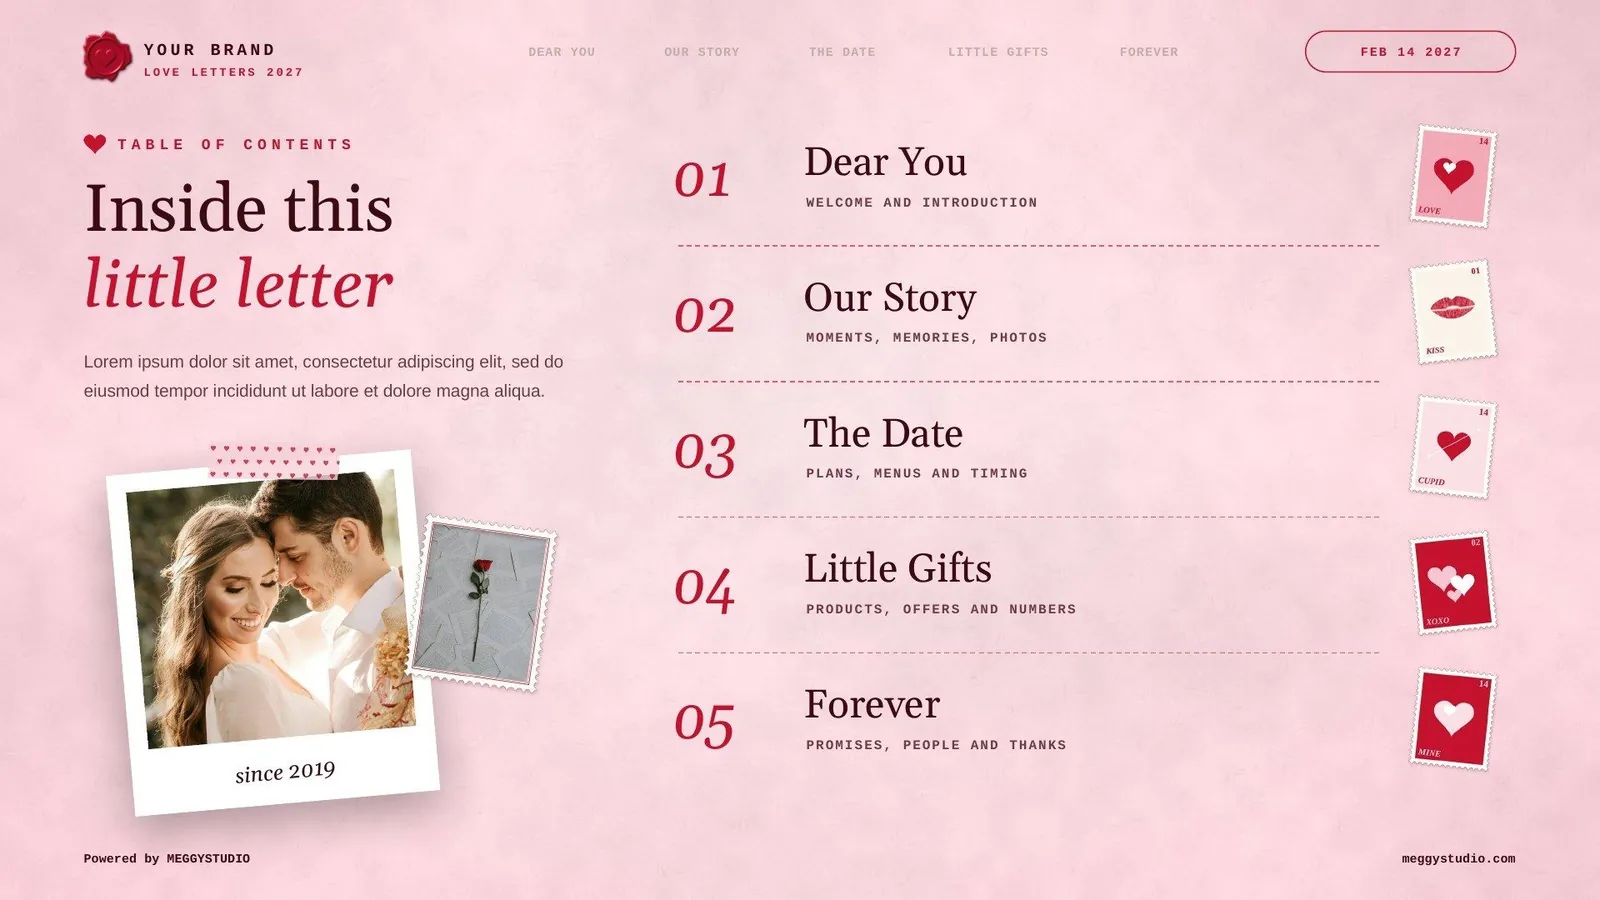 YOUR BRAND
LOVE LETTERS 2027
DEAR YOU
OUR STORY
THE DATE
LITTLE GIFTS
FOREVER
FEB 14 2027
TABLE OF CONTENTS
Inside this
little letter
Lorem ipsum dolor sit amet, consectetur adipiscing elit, sed do
eiusmod tempor incididunt ut labore et dolore magna aliqua.
since 2019
01
Dear You
WELCOME AND INTRODUCTION
14
LOVE
02
Our Story
MOMENTS, MEMORIES, PHOTOS
01
KISS
03
The Date
PLANS, MENUS AND TIMING
14
CUPID
04
Little Gifts
PRODUCTS, OFFERS AND NUMBERS
02
XOXO
05
Forever
PROMISES, PEOPLE AND THANKS
14
MINE
Powered by MEGGYSTUDIO
meggystudio.com